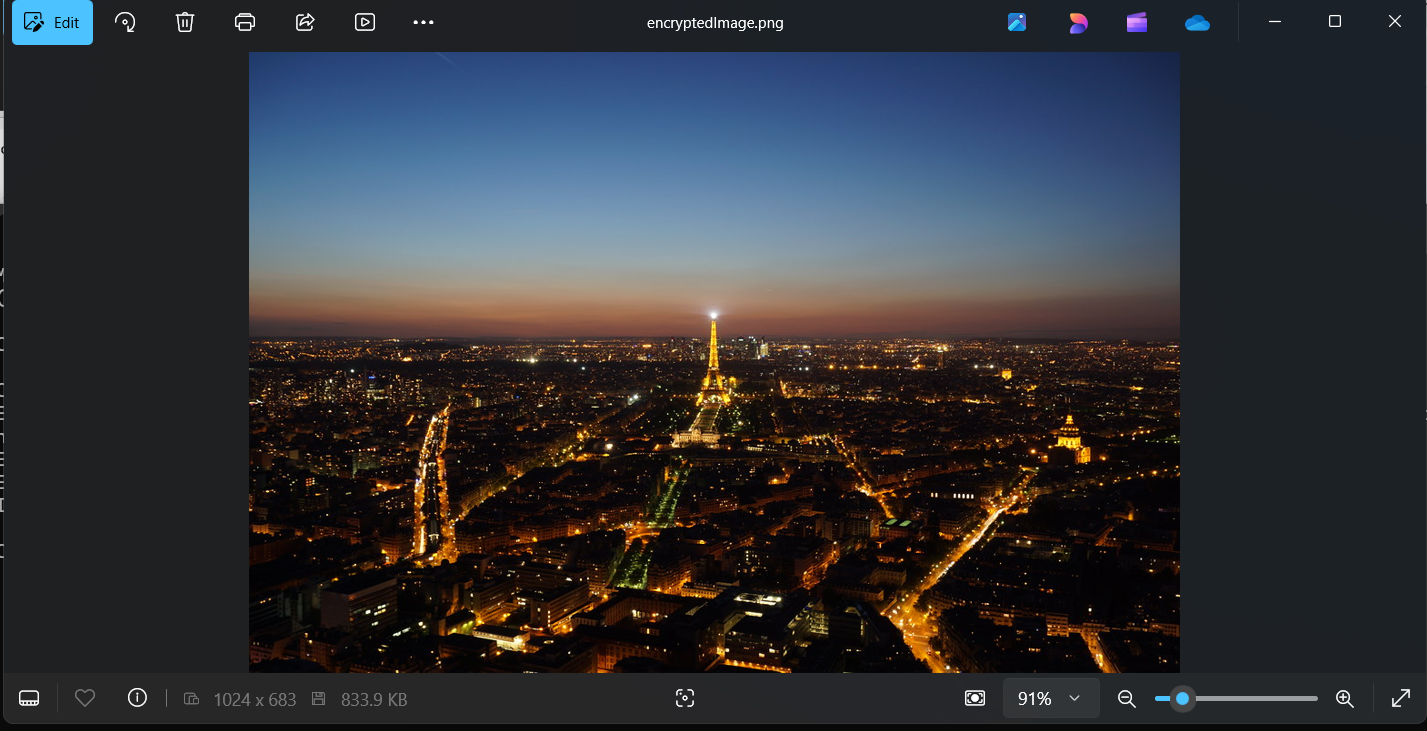 Edit
encryptedImage.png
1024 x 683
833.9 KB
91%